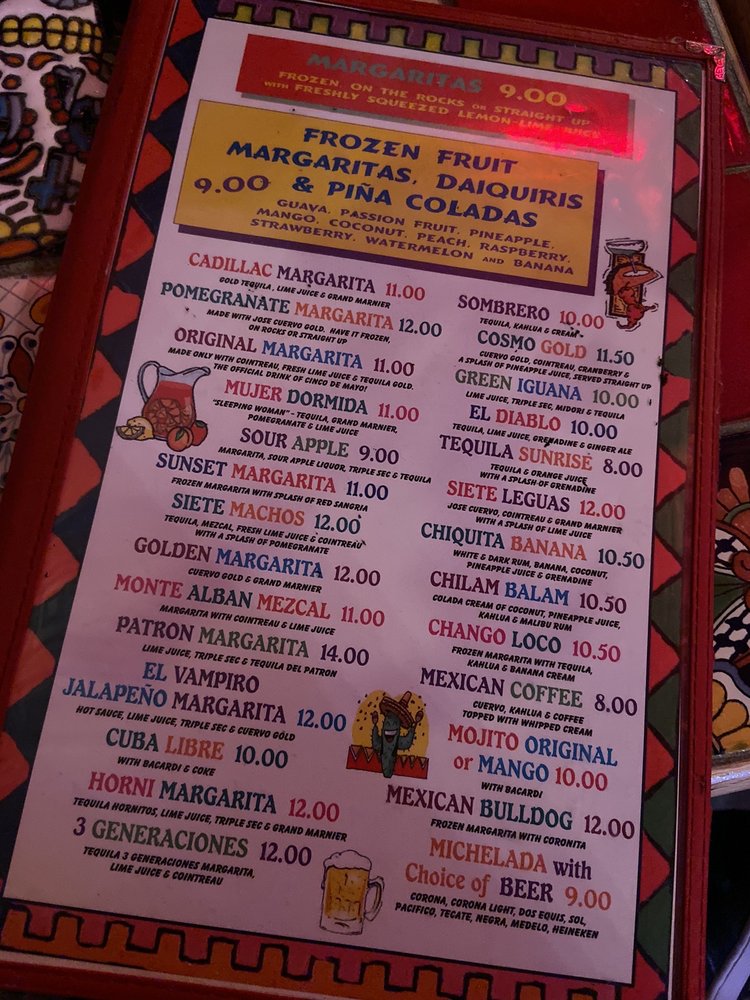 MARGARITAS 9.00
FROZEN ON THE ROCKS OR STRAIGHT UP
WITH FRESHLY SQUEEZED LEMON-LIME JUICE
FROZEN FRUIT
MARGARITAS, DAIQUIRIS
9.00 & PIÑA COLADAS
GUAVA, PASSION FRUIT, PINEAPPLE,
MANGO, COCONUT, PEACH, RASPBERRY,
STRAWBERRY, WATERMELON AND BANANA
CADILLAC MARGARITA 11.00
GOLD TEQUILA, LIME JUICE & GRAND MARNIER
POMEGRANATE MARGARITA 12.00
MADE WITH JOSE CUERVO GOLD. HAVE IT FROZEN,
ON ROCKS OR STRAIGHT UP
ORIGINAL MARGARITA 11.00
MADE ONLY WITH COINTREAU, FRESH LIME JUICE & TEQUILA GOLD.
THE OFFICIAL DRINK OF CINCO DE MAYO!
MUJER DORMIDA 11.00
"SLEEPING WOMAN" - TEQUILA, GRAND MARNIER,
POMEGRANATE & LIME JUICE
SOUR APPLE 9.00
MARGARITA, SOUR APPLE LIQUOR, TRIPLE SEC & TEQUILA
SUNSET MARGARITA 11.00
FROZEN MARGARITA WITH SPLASH OF RED SANGRIA
SIETE MACHOS 12.00
TEQUILA, MEZCAL, FRESH LIME JUICE & COINTREAU
WITH A SPLASH OF POMEGRANATE
GOLDEN MARGARITA 12.00
CUERVO GOLD & GRAND MARNIER
MONTE ALBAN MEZCAL 11.00
MARGARITA WITH COINTREAU & LIME JUICE
PATRON MARGARITA 14.00
LIME JUICE, TRIPLE SEC & TEQUILA DEL PATRON
EL VAMPIRO
JALAPEÑO MARGARITA 12.00
HOT SAUCE, LIME JUICE, TRIPLE SEC & CUERVO GOLD
CUBA LIBRE 10.00
WITH BACARDI & COKE
HORNI MARGARITA 12.00
TEQUILA HORNITOS, LIME JUICE, TRIPLE SEC & GRAND MARNIER
3 GENERACIONES 12.00
TEQUILA 3 GENERACIONES MARGARITA,
LIME JUICE & COINTREAU
SOMBRERO 10.00
TEQUILA, KAHLUA & CREAM
COSMO GOLD 11.50
CUERVO GOLD, COINTREAU, CRANBERRY &
A SPLASH OF PINEAPPLE JUICE, SERVED STRAIGHT UP
GREEN IGUANA 10.00
LIME JUICE, TRIPLE SEC, MIDORI & TEQUILA
EL DIABLO 10.00
TEQUILA, LIME JUICE, GRENADINE & GINGER ALE
TEQUILA SUNRISE 8.00
TEQUILA & ORANGE JUICE
WITH A SPLASH OF GRENADINE
SIETE LEGUAS 12.00
JOSE CUERVO, COINTREAU & GRAND MARNIER
WITH A SPLASH OF LIME JUICE
CHIQUITA BANANA 10.50
WHITE & DARK RUM, BANANA, COCONUT,
PINEAPPLE JUICE & GRENADINE
CHILAM BALAM 10.50
COLADA CREAM OF COCONUT, PINEAPPLE JUICE,
KAHLUA & MALIBU RUM
CHANGO LOCO 10.50
FROZEN MARGARITA WITH TEQUILA,
KAHLUA & BANANA CREAM
MEXICAN COFFEE 8.00
CUERVO, KAHLUA & COFFEE
TOPPED WITH WHIPPED CREAM
MOJITO ORIGINAL
or MANGO 10.00
WITH BACARDI
MEXICAN BULLDOG 12.00
FROZEN MARGARITA WITH CORONITA
MICHELADA with
Choice of BEER 9.00
CORONA, CORONA LIGHT, DOS EQUIS, SOL,
PACIFICO, TECATE, NEGRA, MEDELO, HEINEKEN